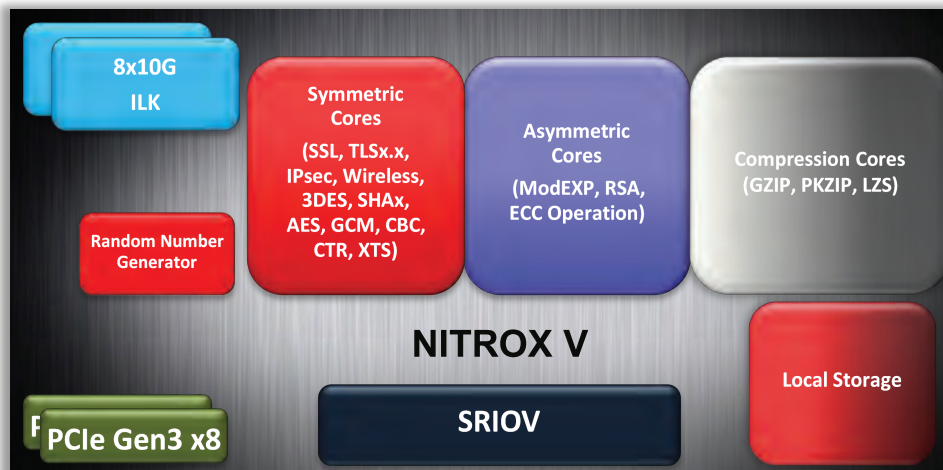 8x10G
ILK
Symmetric
Cores
(SSL, TLSx.x,
IPsec, Wireless,
3DES, SHAx,
AES, GCM, CBC,
CTR, XTS)
Asymmetric
Cores
(ModEXP, RSA,
ECC Operation)
Compression Cores
(GZIP, PKZIP, LZS)
Random Number
Generator
NITROX V
Local Storage
SRIOV
PCIe Gen3 x8